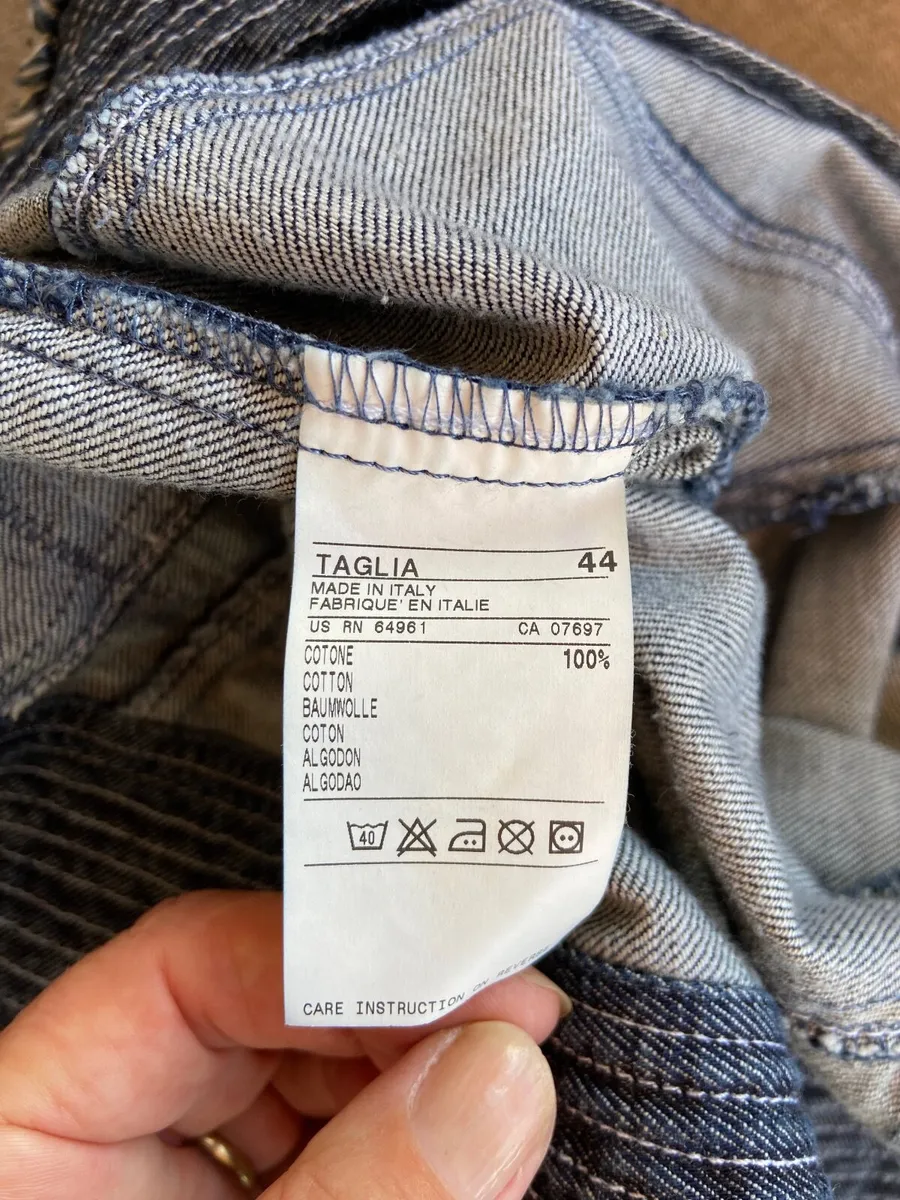 TAGLIA 44
MADE IN ITALY
FABRIQUE' EN ITALIE
US RN 64961 CA 07697
COTONE 100%
COTTON
BAUMWOLLE
COTON
ALGODON
ALGODAO
40
CARE INSTRUCTION ON REVERSE